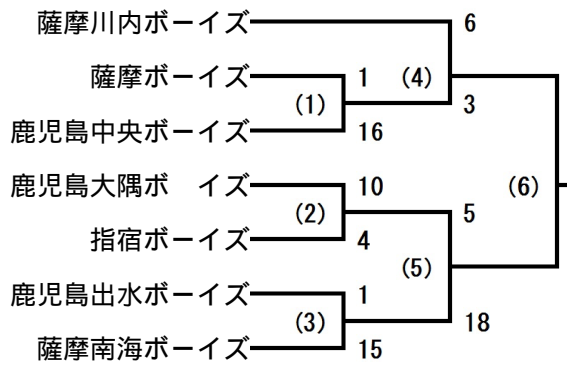 薩摩川内ボーイズ 6
薩摩ボーイズ 1 (4)
(1) 3
鹿児島中央ボーイズ 16
鹿児島大隅ボ イズ 10 (6)
(2) 5
指宿ボーイズ 4
(5)
鹿児島出水ボーイズ 1
(3) 18
薩摩南海ボーイズ 15